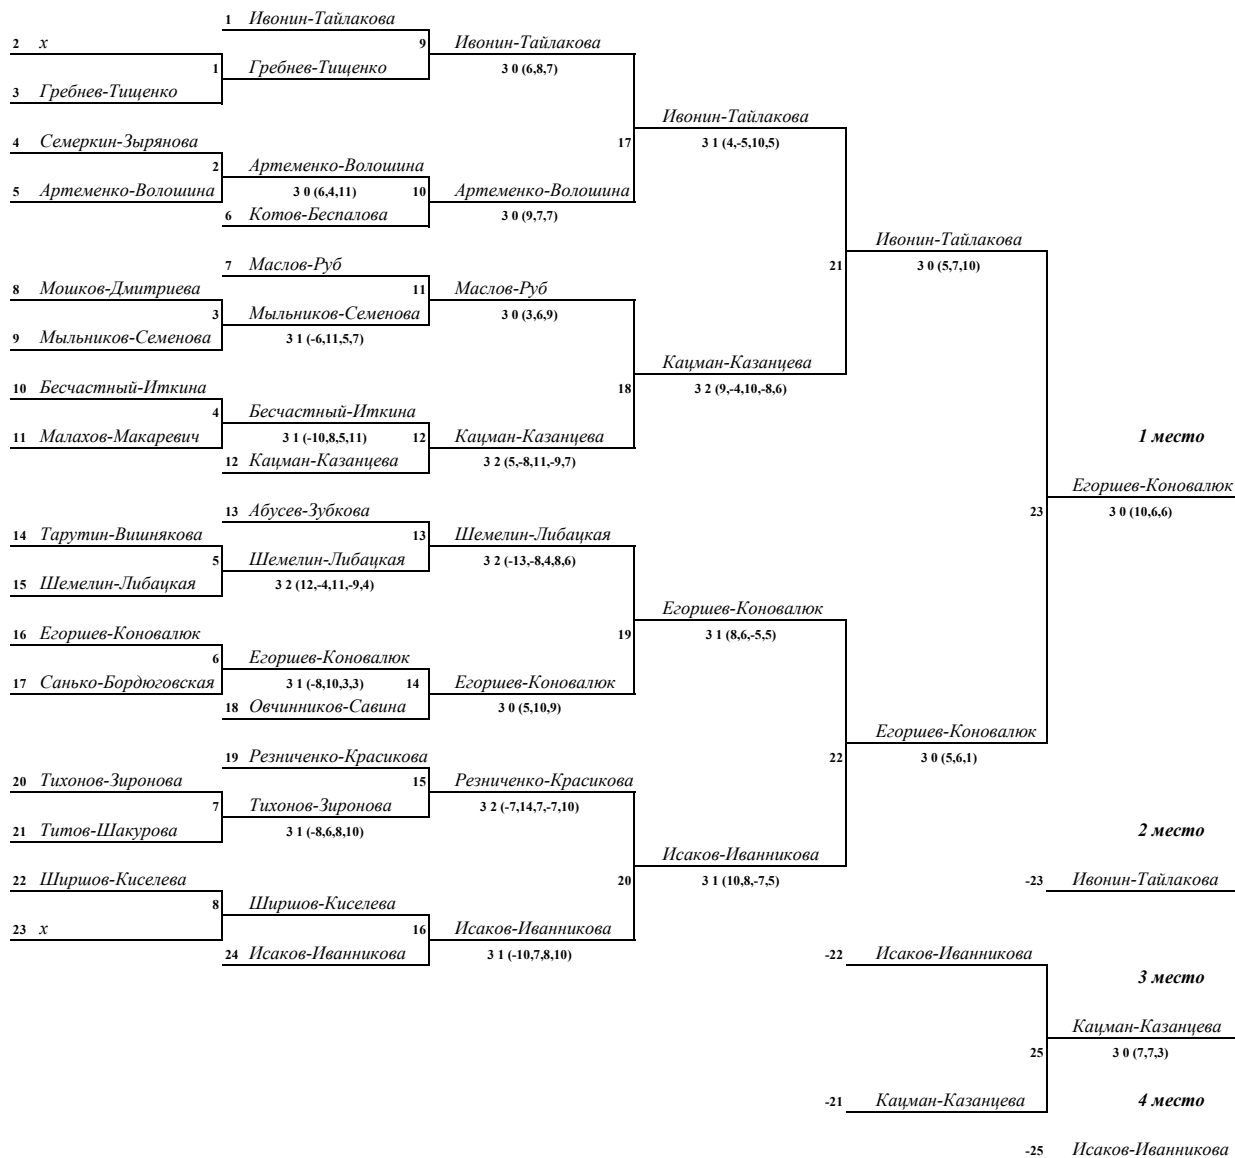 1 Ивонин-Тайлакова
2 х 9 Ивонин-Тайлакова
1 Гребнев-Тищенко 3 0 (6,8,7)
3 Гребнев-Тищенко
Ивонин-Тайлакова
4 Семеркин-Зырянова 17 3 1 (4,-5,10,5)
2 Артеменко-Волошина
5 Артеменко-Волошина 3 0 (6,4,11) 10 Артеменко-Волошина
6 Котов-Беспалова 3 0 (9,7,7)
Ивонин-Тайлакова
7 Маслов-Руб 21 3 0 (5,7,10)
8 Мошков-Дмитриева 11 Маслов-Руб
3 Мыльников-Семенова 3 0 (3,6,9)
9 Мыльников-Семенова 3 1 (-6,11,5,7)
Кацман-Казанцева
10 Бесчастный-Иткина 18 3 2 (9,-4,10,-8,6)
4 Бесчастный-Иткина
11 Малахов-Макаревич 3 1 (-10,8,5,11) 12 Кацман-Казанцева 1 место
12 Кацман-Казанцева 3 2 (5,-8,11,-9,7)
Егоршев-Коновалюк
13 Абусев-Зубкова 23 3 0 (10,6,6)
14 Тарутин-Вишнякова 13 Шемелин-Либацкая
5 Шемелин-Либацкая 3 2 (-13,-8,4,8,6)
15 Шемелин-Либацкая 3 2 (12,-4,11,-9,4)
Егоршев-Коновалюк
16 Егоршев-Коновалюк 19 3 1 (8,6,-5,5)
6 Егоршев-Коновалюк
17 Санько-Бордюговская 3 1 (-8,10,3,3) 14 Егоршев-Коновалюк
18 Овчинников-Савина 3 0 (5,10,9)
Егоршев-Коновалюк
19 Резниченко-Красикова 22 3 0 (5,6,1)
20 Тихонов-Зиронова 15 Резниченко-Красикова
7 Тихонов-Зиронова 3 2 (-7,14,7,-7,10)
21 Титов-Шакурова 3 1 (-8,6,8,10) 2 место
Исаков-Иванникова
22 Ширшов-Киселева 20 3 1 (10,8,-7,5) -23 Ивонин-Тайлакова
8 Ширшов-Киселева
23 х 16 Исаков-Иванникова
24 Исаков-Иванникова 3 1 (-10,7,8,10) -22 Исаков-Иванникова
3 место
Кацман-Казанцева
25 3 0 (7,7,3)
-21 Кацман-Казанцева 4 место
-25 Исаков-Иванникова